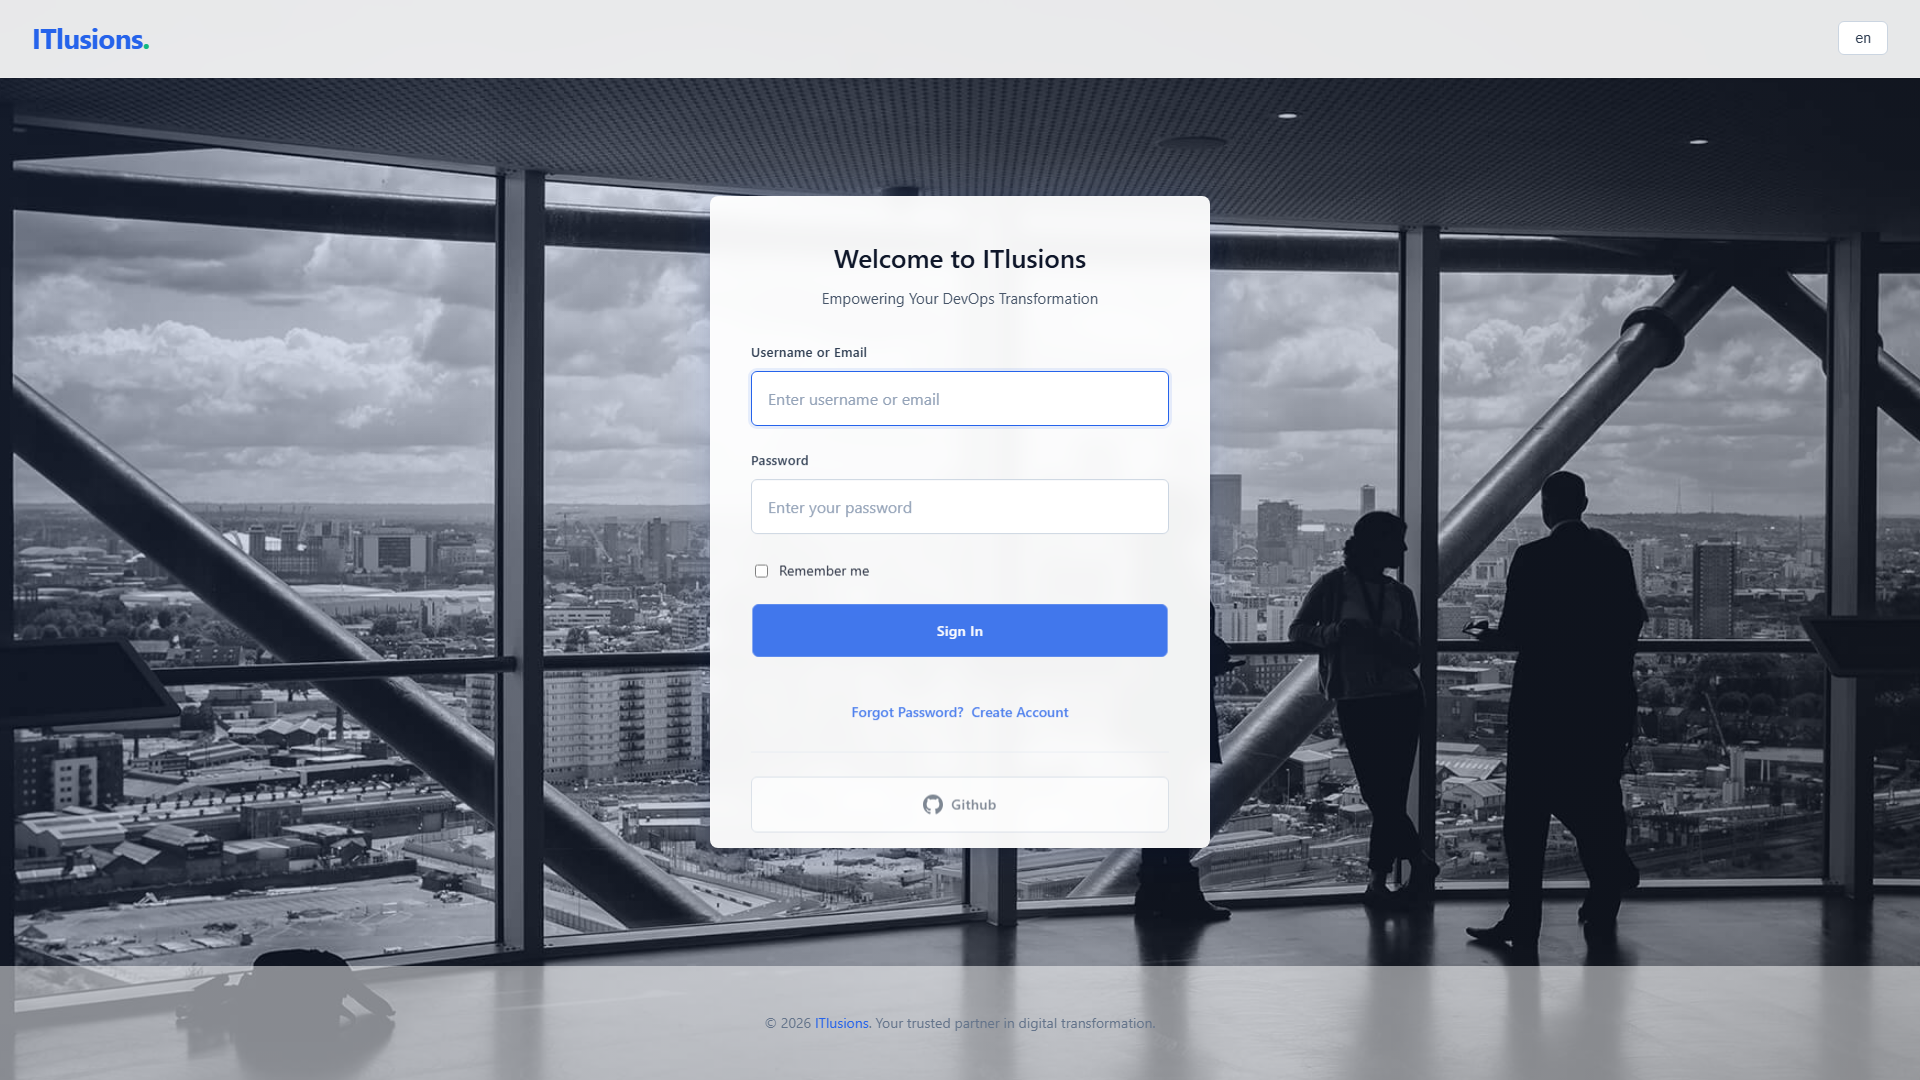 ITlusions.
en
Welcome to ITlusions
Empowering Your DevOps Transformation
Username or Email
Enter username or email
Password
Enter your password
Remember me
Sign In
Forgot Password? Create Account
Github
© 2026 ITlusions. Your trusted partner in digital transformation.